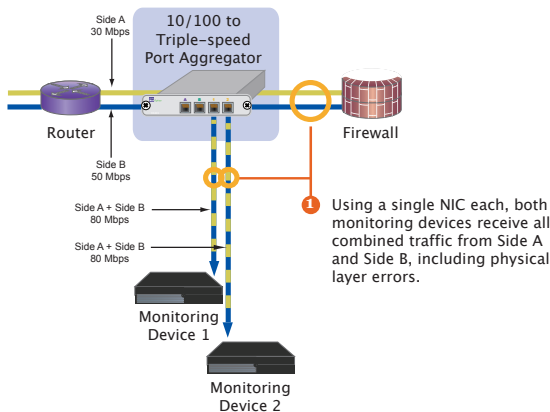 Side A
30 Mbps
10/100 to
Triple-speed
Port Aggregator
Router
Firewall
Side B
50 Mbps
Side A + Side B
80 Mbps
Side A + Side B
80 Mbps
1
Using a single NIC each, both
monitoring devices receive all
combined traffic from Side A
and Side B, including physical
layer errors.
Monitoring
Device 1
Monitoring
Device 2